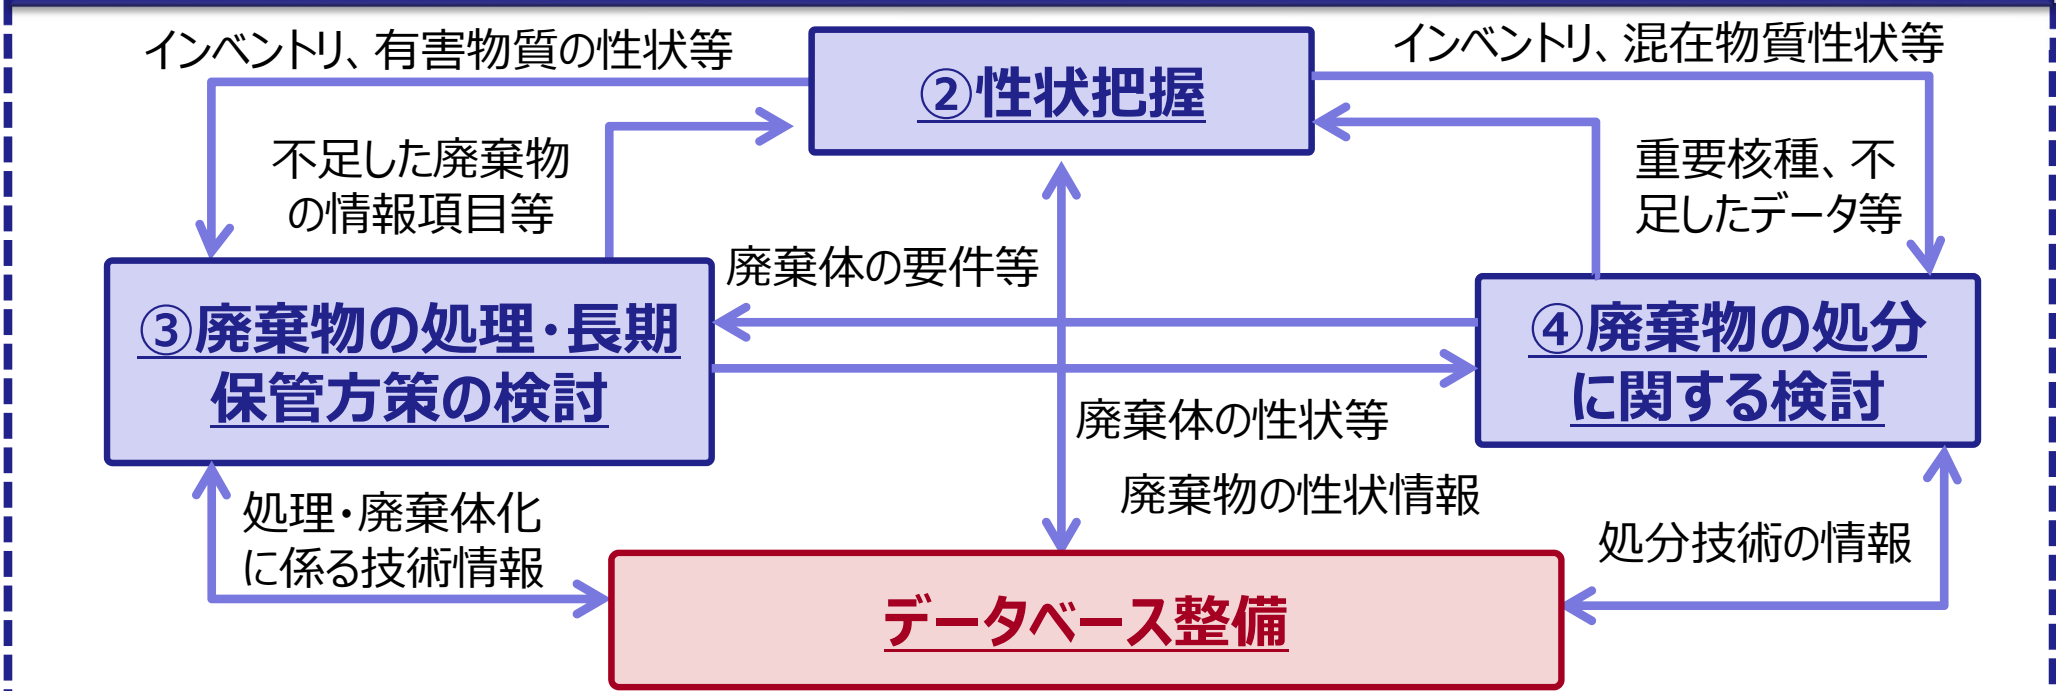 インベントリ、有害物質の性状等
②性状把握
インベントリ、混在物質性状等
不足した廃棄物
の情報項目等
重要核種、不
足したデータ等
廃棄体の要件等
③廃棄物の処理・長期
保管方策の検討
④廃棄物の処分
に関する検討
廃棄体の性状等
廃棄物の性状情報
処理・廃棄体化
に係る技術情報
処分技術の情報
データベース整備